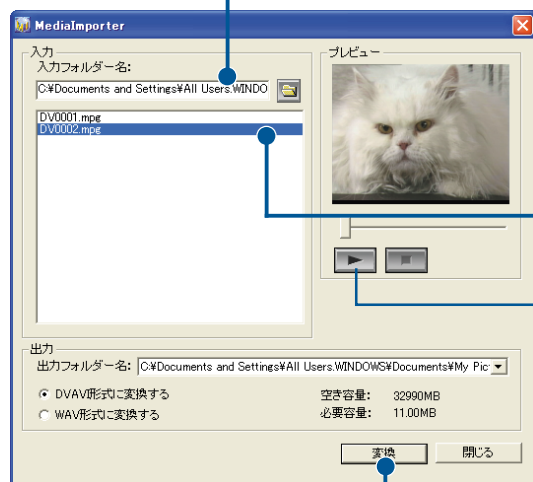 MediaImporter
入力
入力フォルダー名:
C:¥Documents and Settings¥All Users.WINDO
DV0001.mpg
DV0002.mpg
プレビュー
出力
出力フォルダー名: C:¥Documents and Settings¥All Users.WINDOWS¥Documents¥My Pic
DVAVI形式に変換する
空き容量: 32990MB
WAV形式に変換する
必要容量: 11.00MB
変換
閉じる